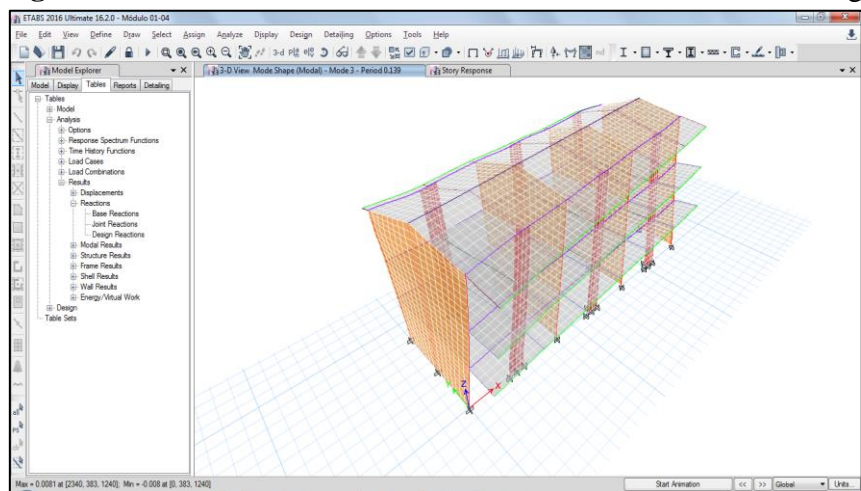 ETABS 2016 Ultimate 16.2.0 - Módulo 01-04
File Edit View Define Draw Select Assign Analyze Display Design Detailing Options Tools Help
3-d
Model Explorer
3-D View Mode Shape (Modal) - Mode 3 - Period 0.139
Story Response
Model Display Tables Reports Detailing
Tables
Model
Analysis
Options
Response Spectrum Functions
Time History Functions
Load Cases
Load Combinations
Results
Displacements
Reactions
Base Reactions
Joint Reactions
Design Reactions
Modal Results
Structure Results
Frame Results
Shell Results
Wall Results
Energy/Virtual Work
Design
Table Sets
Z
X
Max = 0.0081 at [2340, 383, 1240]; Min = -0.008 at [0, 383, 1240]
Start Animation
<<
>>
Global
Units...